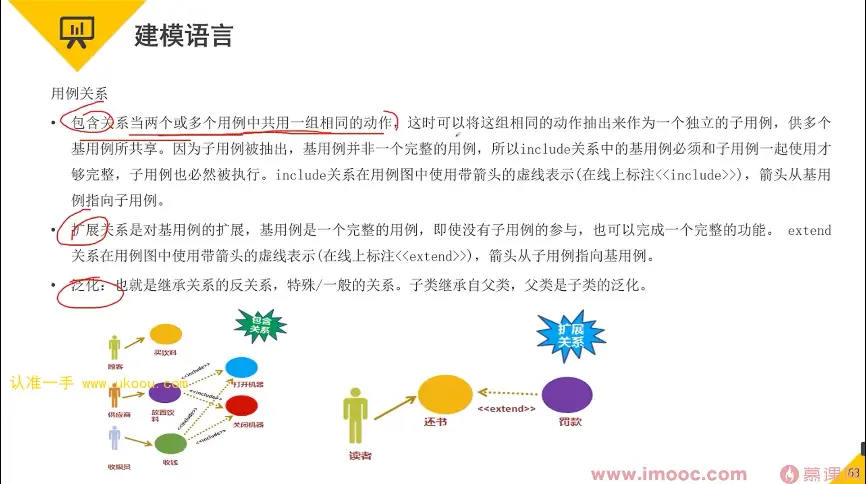 建模语言
用例关系
• 包含关系当两个或多个用例中共用一组相同的动作，这时可以将这组相同的动作抽出来作为一个独立的子用例，供多个
基用例所共享。因为子用例被抽出，基用例并非一个完整的用例，所以include关系中的基用例必须和子用例一起使用才
够完整，子用例也必然被执行。include关系在用例图中使用带箭头的虚线表示(在线上标注<<include>>)，箭头从基用
例指向子用例。
• 扩展关系是对基用例的扩展，基用例是一个完整的用例，即使没有子用例的参与，也可以完成一个完整的功能。 extend
关系在用例图中使用带箭头的虚线表示(在线上标注<<extend>>)，箭头从子用例指向基用例。
• 泛化：也就是继承关系的反关系，特殊/一般的关系。子类继承自父类，父类是子类的泛化。
包含
关系
扩展
关系
顾客
买饮料
<<include>>
打开机器
认准一手 www.ukoou.com
供应商
放置饮
料
<<include>>
<<include>>
关闭机器
<<include>>
收银员
收钱
还书
<<extend>>
罚款
读者
www.imooc.com
慕课
63